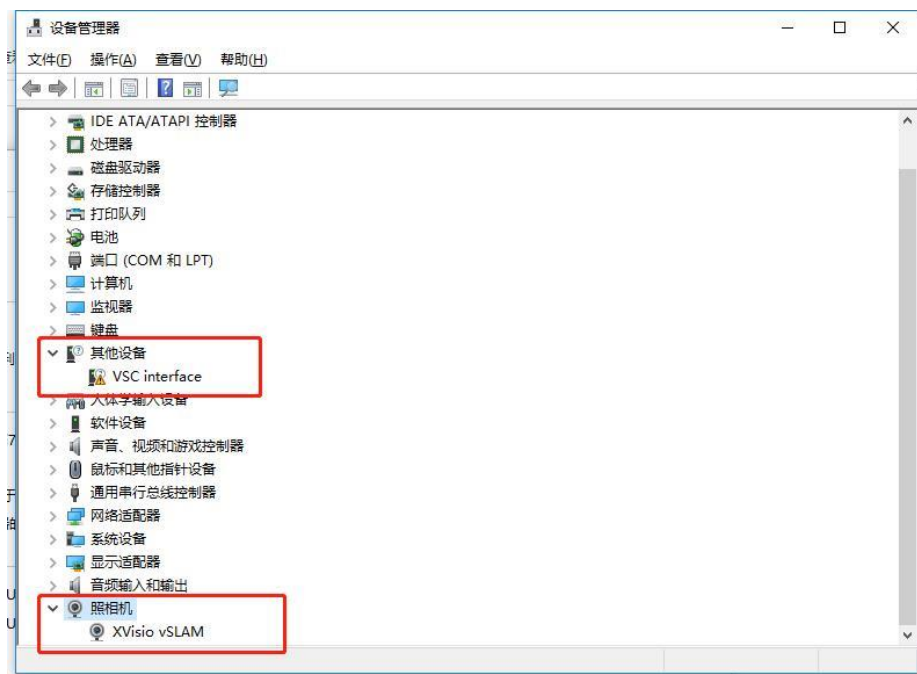 设备管理器
文件(F) 操作(A) 查看(V) 帮助(H)
IDE ATA/ATAPI 控制器
处理器
磁盘驱动器
存储控制器
打印队列
电池
端口 (COM 和 LPT)
计算机
监视器
键盘
其他设备
VSC interface
人体学输入设备
软件设备
声音、视频和游戏控制器
鼠标和其他指针设备
通用串行总线控制器
网络适配器
系统设备
显示适配器
音频输入和输出
照相机
XVisio vSLAM